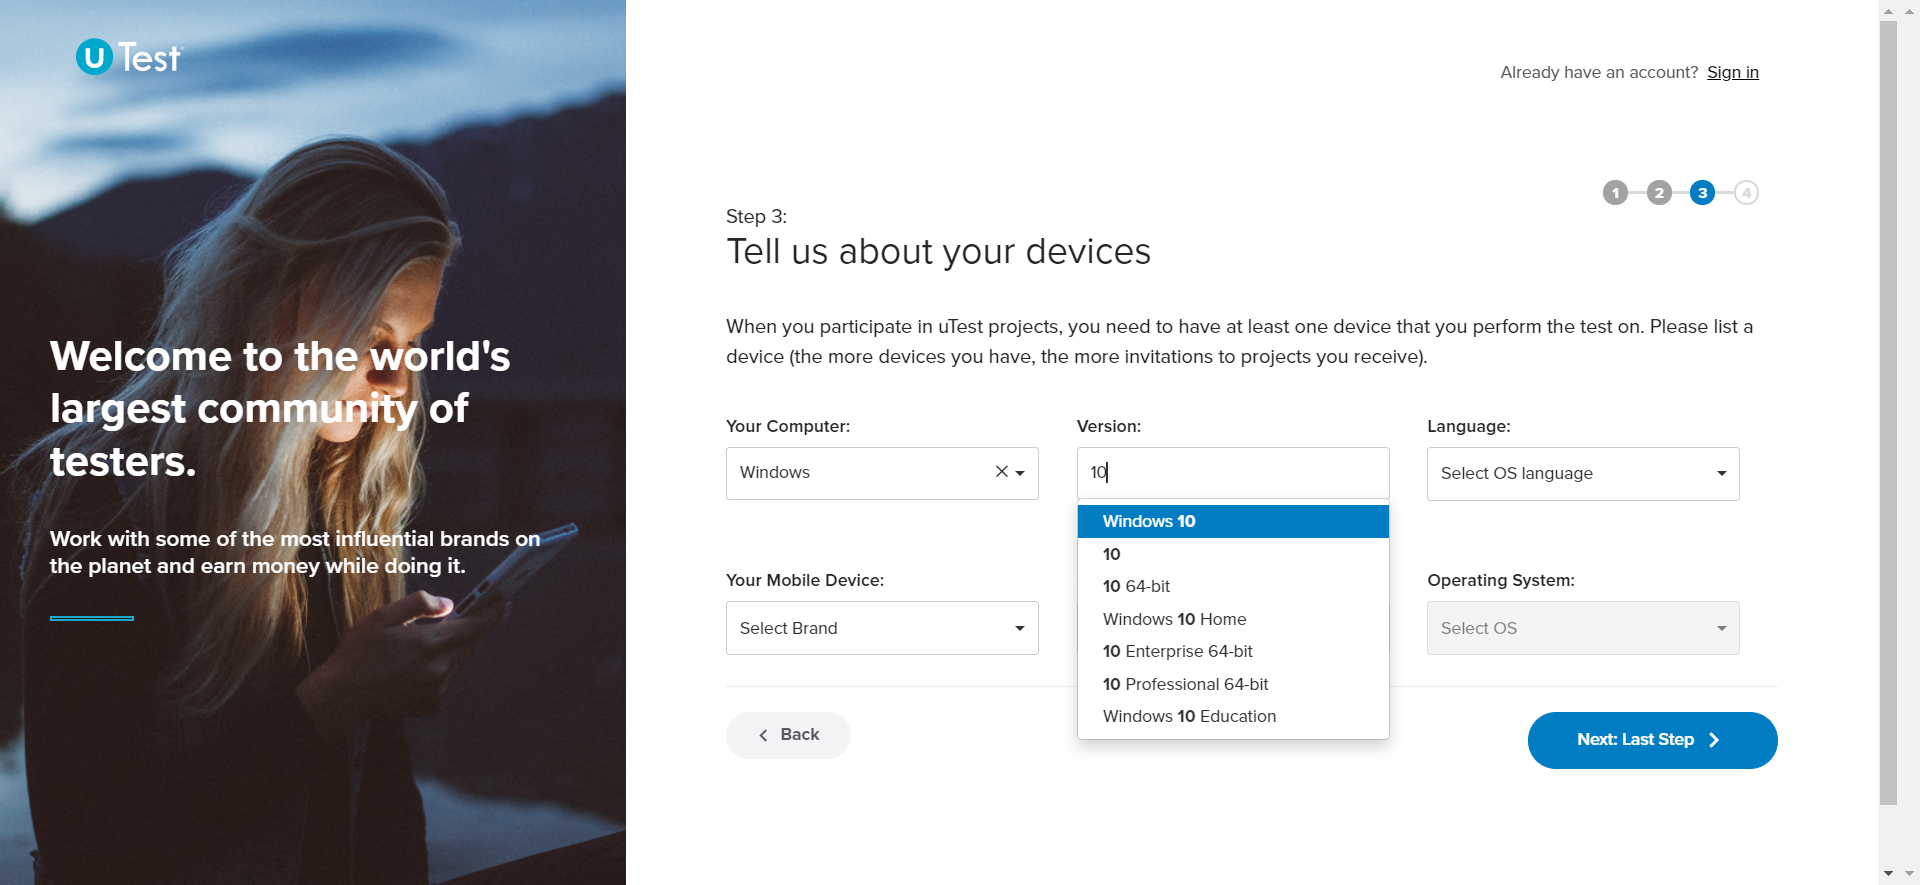 U Test
Welcome to the world's
largest community of
testers.
Work with some of the most influential brands on
the planet and earn money while doing it.
Already have an account? Sign in
1 2 3 4
Step 3:
Tell us about your devices
When you participate in uTest projects, you need to have at least one device that you perform the test on. Please list a
device (the more devices you have, the more invitations to projects you receive).
Your Computer:
Windows
Version:
10
Windows 10
10
10 64-bit
Windows 10 Home
10 Enterprise 64-bit
10 Professional 64-bit
Windows 10 Education
Language:
Select OS language
Your Mobile Device:
Select Brand
Operating System:
Select OS
Back
Next: Last Step